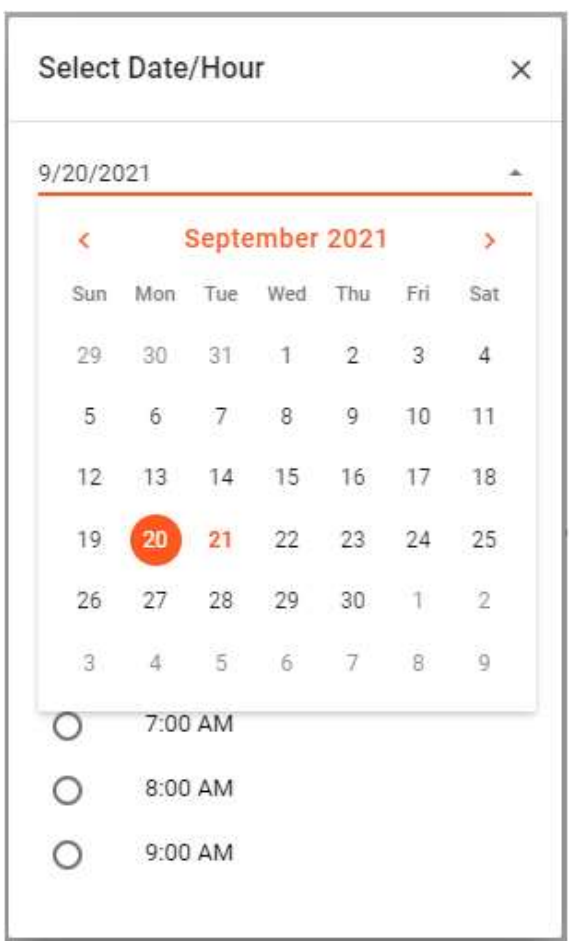 Select Date/Hour
9/20/2021
September 2021
Sun Mon Tue Wed Thu Fri Sat
29 30 31 1 2 3 4
5 6 7 8 9 10 11
12 13 14 15 16 17 18
19 20 21 22 23 24 25
26 27 28 29 30 1 2
3 4 5 6 7 8 9
7:00 AM
8:00 AM
9:00 AM